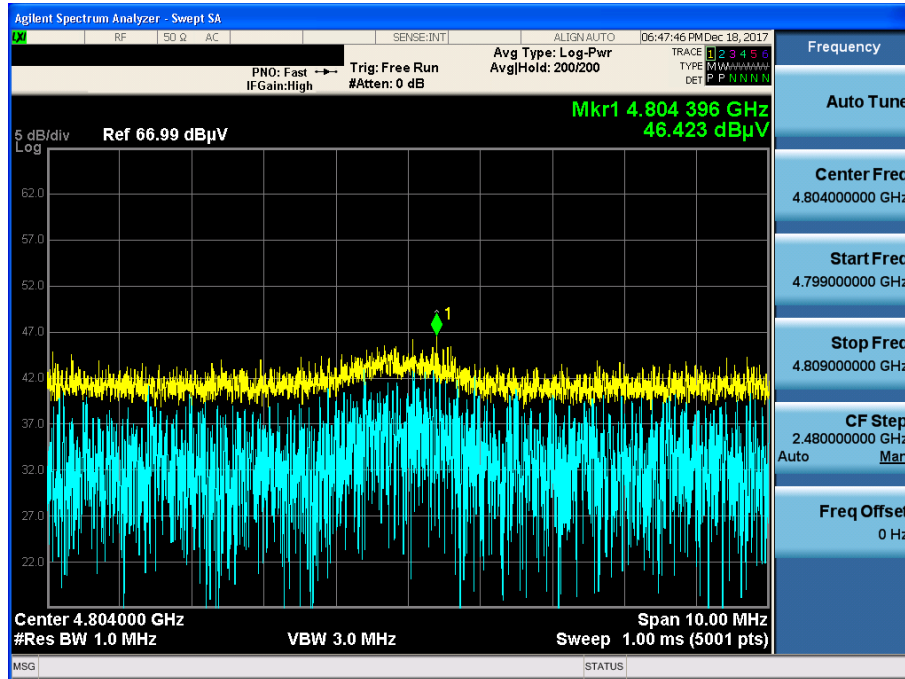 Agilent Spectrum Analyzer - Swept SA
LXI RF 50 Ω AC SENSE:INT ALIGN AUTO 06:47:46 PM Dec 18, 2017
PNO: Fast Trig: Free Run Avg Type: Log-Pwr TRACE 1 2 3 4 5 6
IFGain:High #Atten: 0 dB Avg|Hold: 200/200 TYPE M W
DET P P N N N N
Mkr1 4.804 396 GHz
46.423 dBµV
5 dB/div Ref 66.99 dBµV
Log
62.0
57.0
52.0
1
47.0
42.0
37.0
32.0
27.0
22.0
Center 4.804000 GHz Span 10.00 MHz
#Res BW 1.0 MHz VBW 3.0 MHz Sweep 1.00 ms (5001 pts)
MSG STATUS
Frequency
Auto Tune
Center Freq
4.804000000 GHz
Start Freq
4.799000000 GHz
Stop Freq
4.809000000 GHz
CF Step
2.480000000 GHz
Auto Man
Freq Offset
0 Hz